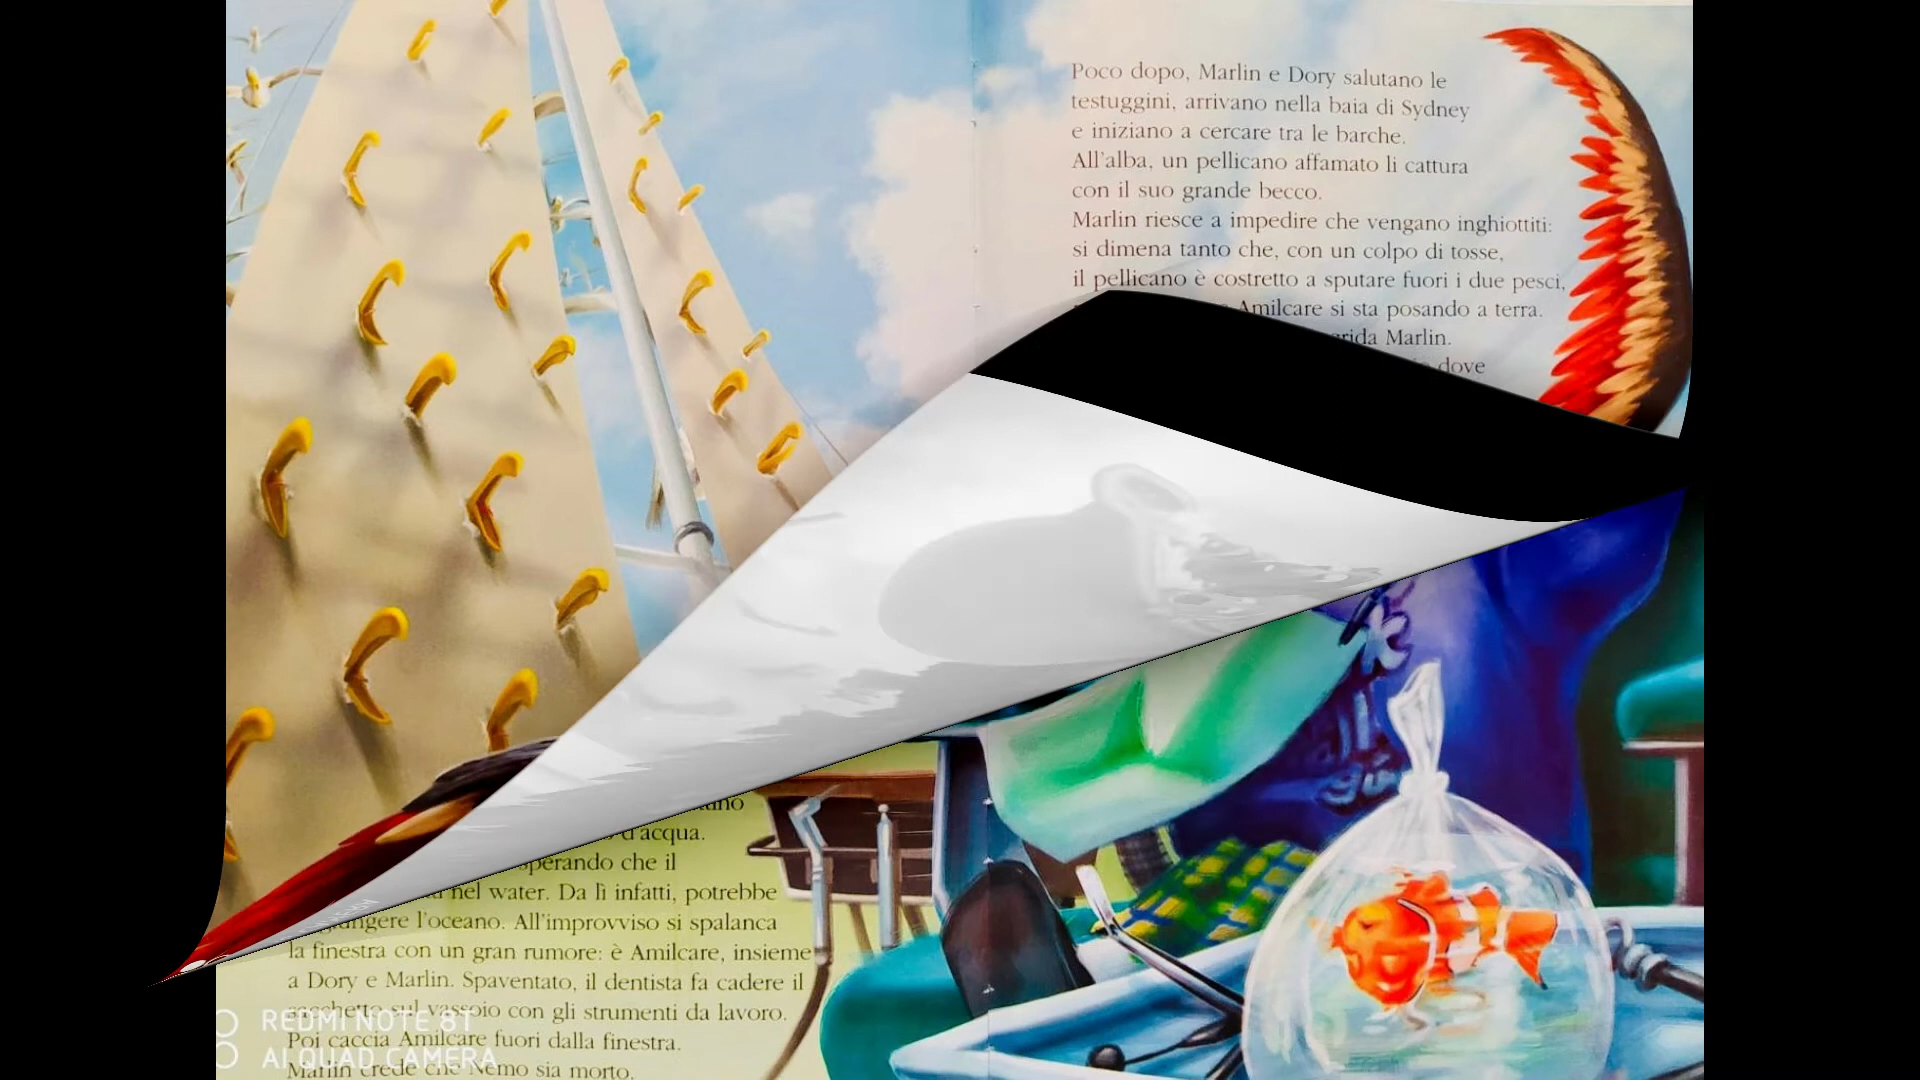 Poco dopo, Marlin e Dory salutano le
testuggini, arrivano nella baia di Sydney
e iniziano a cercare tra le barche.
All'alba, un pellicano affamato li cattura
con il suo grande becco.
Marlin riesce a impedire che vengano inghiottiti:
si dimena tanto che, con un colpo di tosse,
il pellicano è costretto a sputare fuori i due pesci,
Amilcare si sta posando a terra.
grida Marlin.
dove
d'acqua.
sperando che il
nel water. Da lì infatti, potrebbe
l'oceano. All'improvviso si spalanca
la finestra con un gran rumore: è Amilcare, insieme
a Dory e Marlin. Spaventato, il dentista fa cadere il
sacchetto sul vassoio con gli strumenti da lavoro.
Poi caccia Amilcare fuori dalla finestra.
Marlin crede che Nemo sia morto.
REDMI NOTE 8T
AI QUAD CAMERA